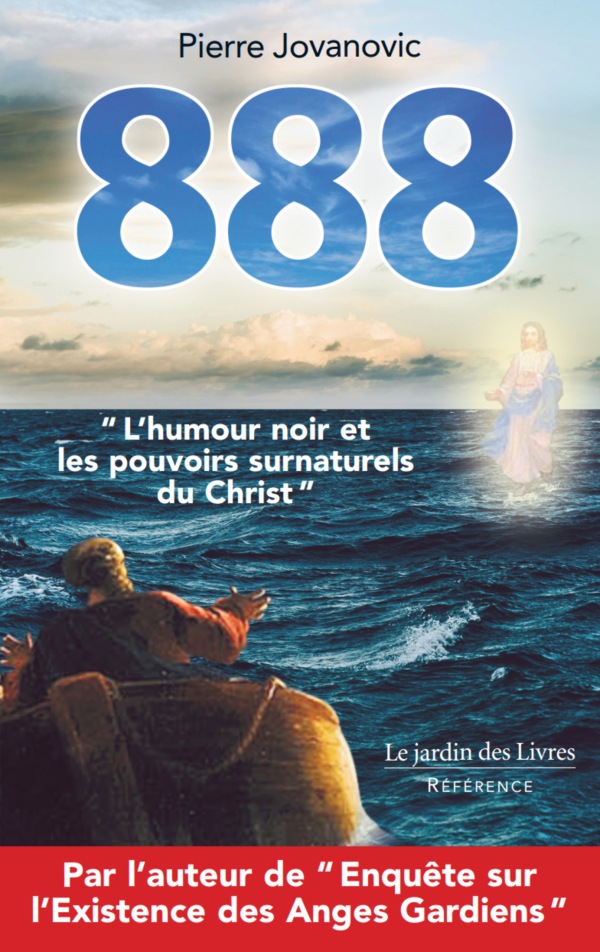 Pierre Jovanovic
888
“ L’humour noir et
les pouvoirs surnaturels
du Christ ”
Le jardin des Livres
RÉFÉRENCE
Par l’auteur de “ Enquête sur
l’Existence des Anges Gardiens ”